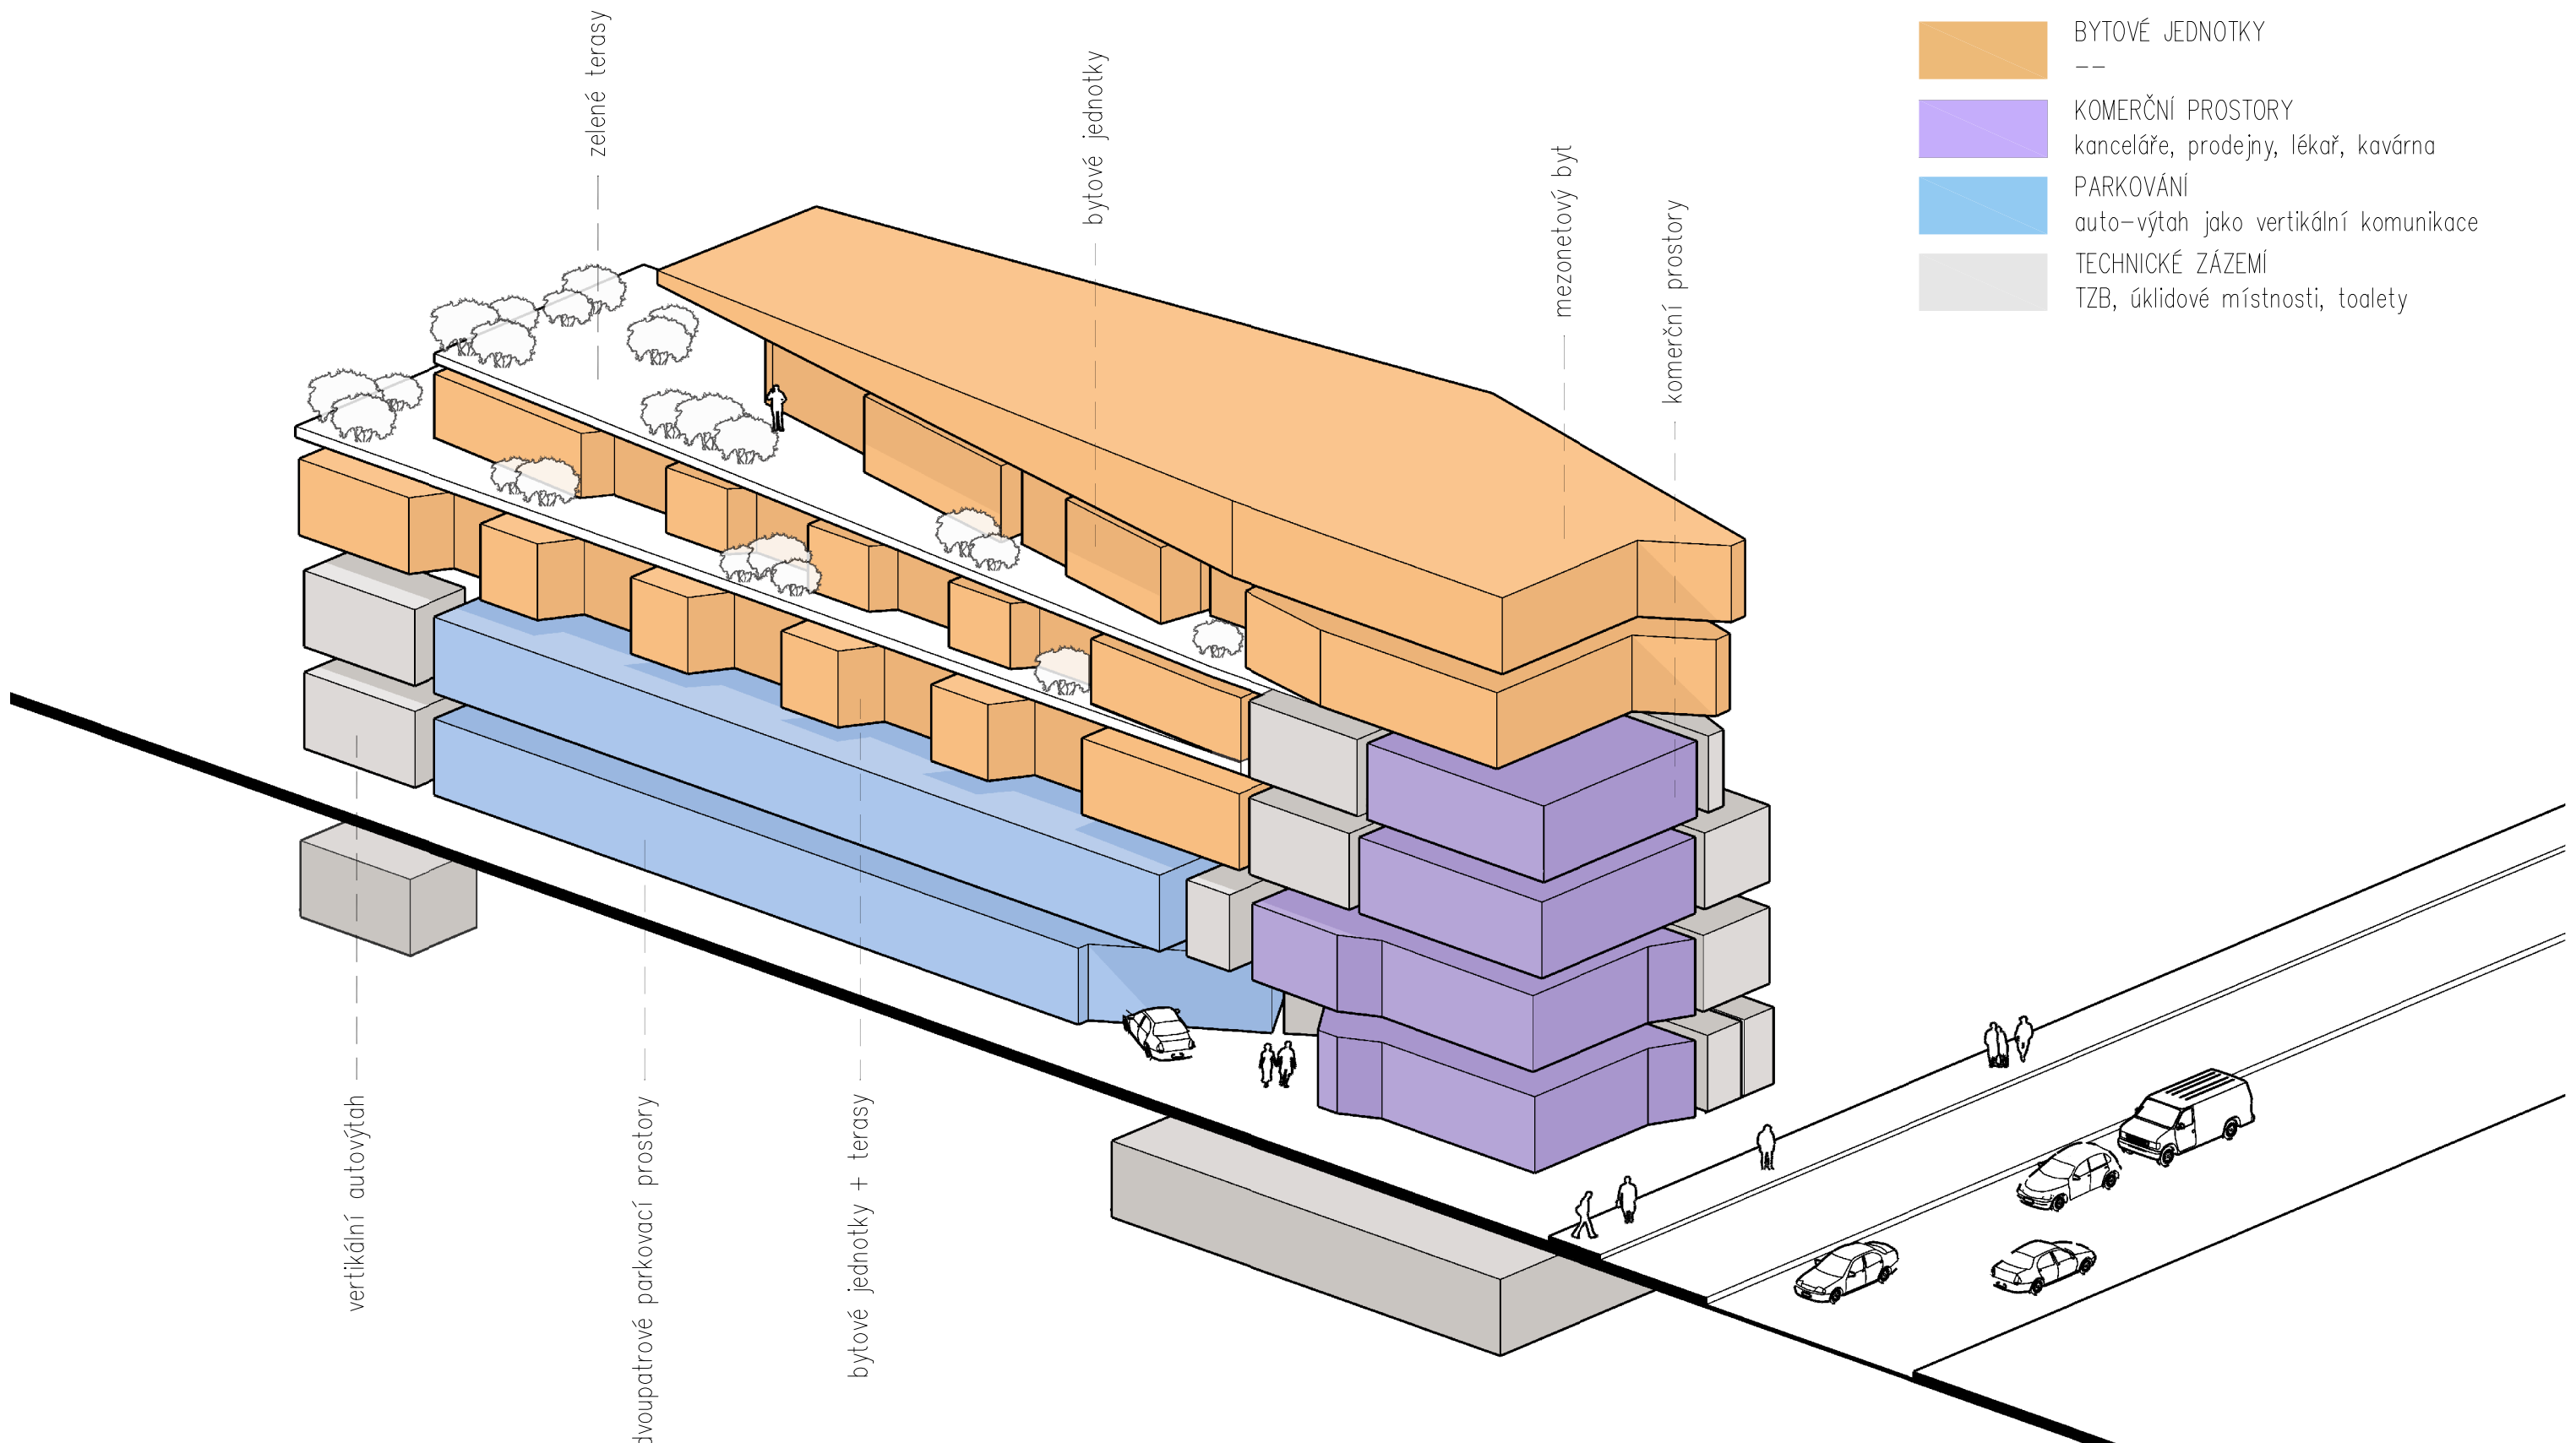 BYTOVÉ JEDNOTKY
--
KOMERČNÍ PROSTORY
kanceláře, prodejny, lékař, kavárna
PARKOVÁNÍ
auto-výtah jako vertikální komunikace
TECHNICKÉ ZÁZEMÍ
TZB, úklidové místnosti, toalety
zelené terasy
bytové jednotky
mezonetový byt
komerční prostory
vertikální autovýtah
dvoupatrové parkovací prostory
bytové jednotky + terasy